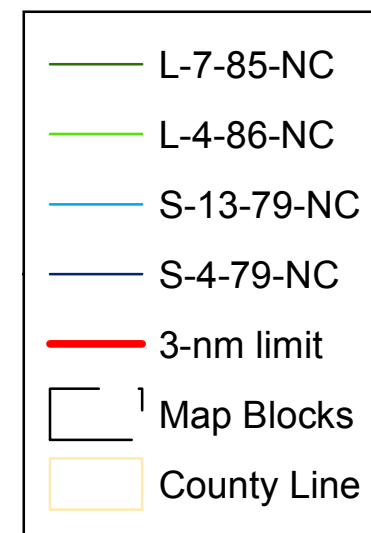 L-7-85-NC
L-4-86-NC
S-13-79-NC
S-4-79-NC
3-nm limit
Map Blocks
County Line